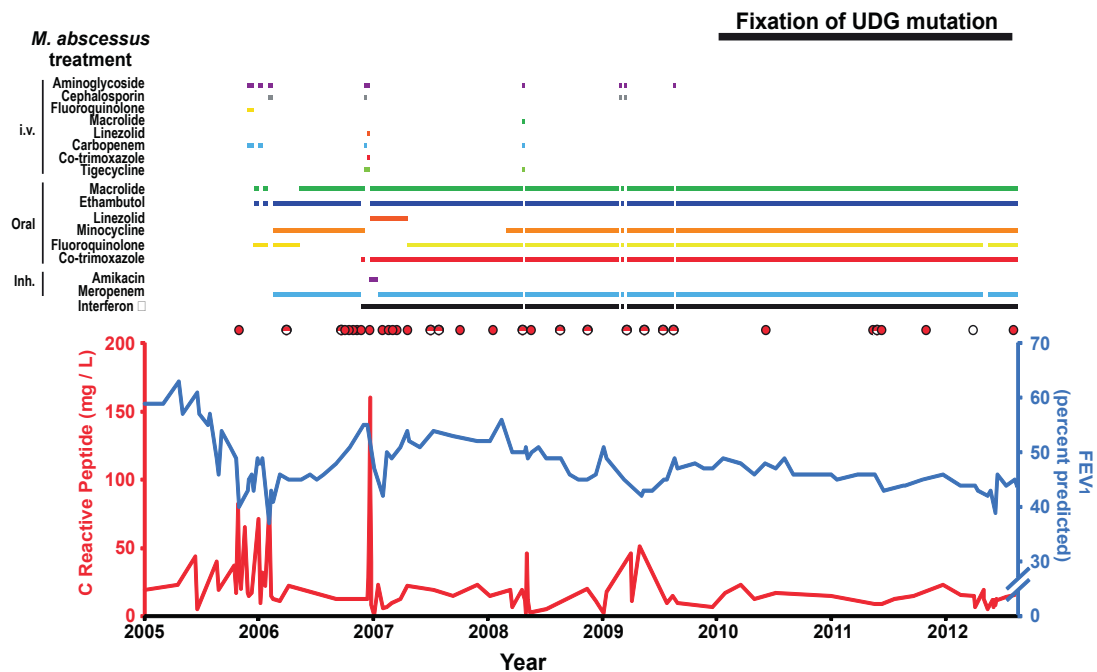 Fixation of UDG mutation
M. abscessus
treatment
i.v.
Aminoglycoside
Cephalosporin
Fluoroquinolone
Macrolide
Linezolid
Carbopenem
Co-trimoxazole
Tigecycline
Oral
Macrolide
Ethambutol
Linezolid
Minocycline
Fluoroquinolone
Co-trimoxazole
Inh.
Amikacin
Meropenem
Interferon □
C Reactive Peptide (mg / L)
200
150
100
50
0
70
60
50
40
30
0
FEV1
(percent predicted)
2005 2006 2007 2008 2009 2010 2011 2012
Year